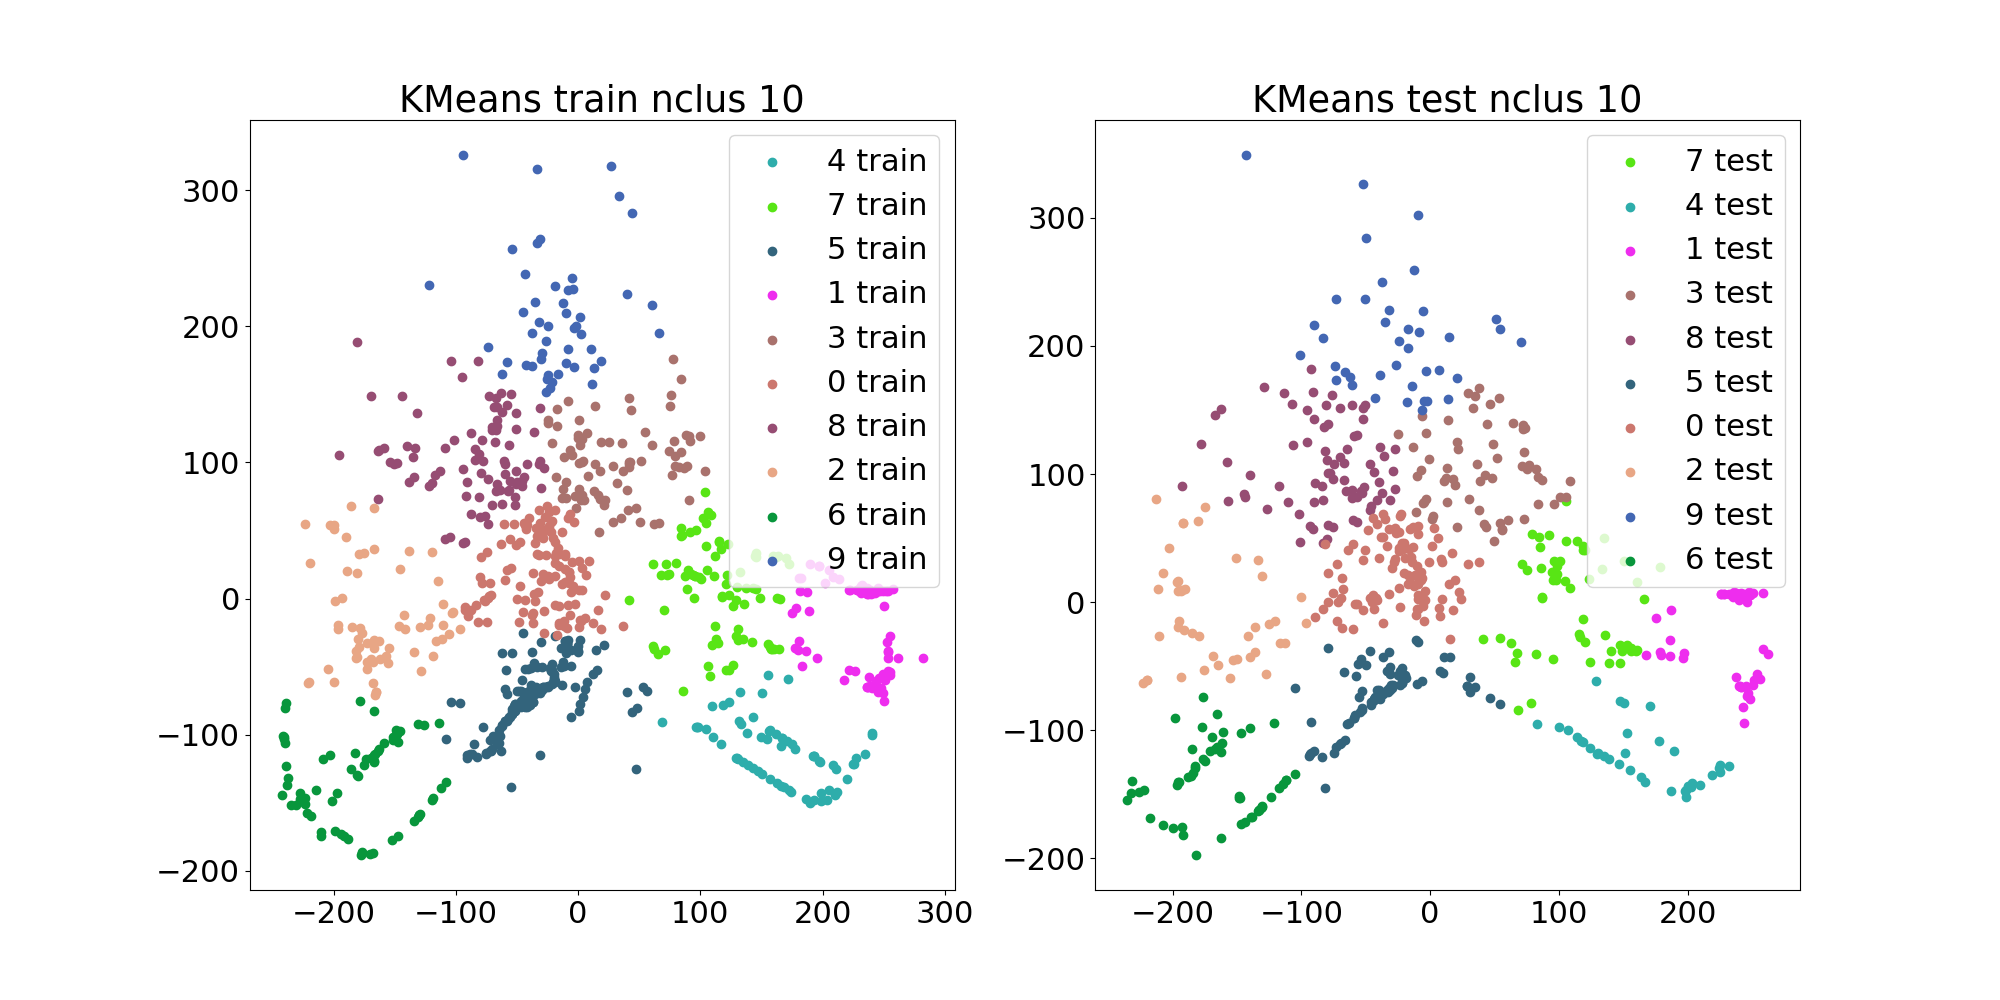 KMeans train nclus 10
300
200
100
0
−100
−200
−200
−100
0
100
200
300
4 train
7 train
5 train
1 train
3 train
0 train
8 train
2 train
6 train
9 train
KMeans test nclus 10
300
200
100
0
−100
−200
−200
−100
0
100
200
7 test
4 test
1 test
3 test
8 test
5 test
0 test
2 test
9 test
6 test